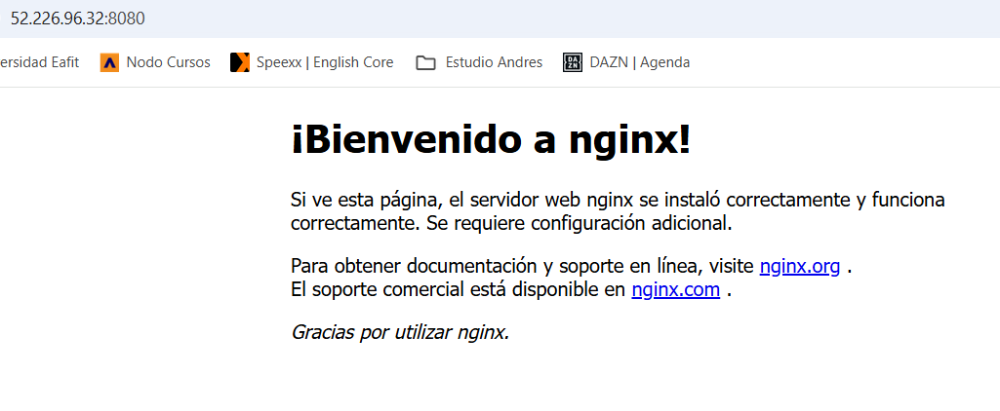 52.226.96.32:8080
ersidad Eafit Nodo Cursos Speexx | English Core Estudio Andres DAZN | Agenda
¡Bienvenido a nginx!
Si ve esta página, el servidor web nginx se instaló correctamente y funciona
correctamente. Se requiere configuración adicional.
Para obtener documentación y soporte en línea, visite nginx.org .
El soporte comercial está disponible en nginx.com .
Gracias por utilizar nginx.